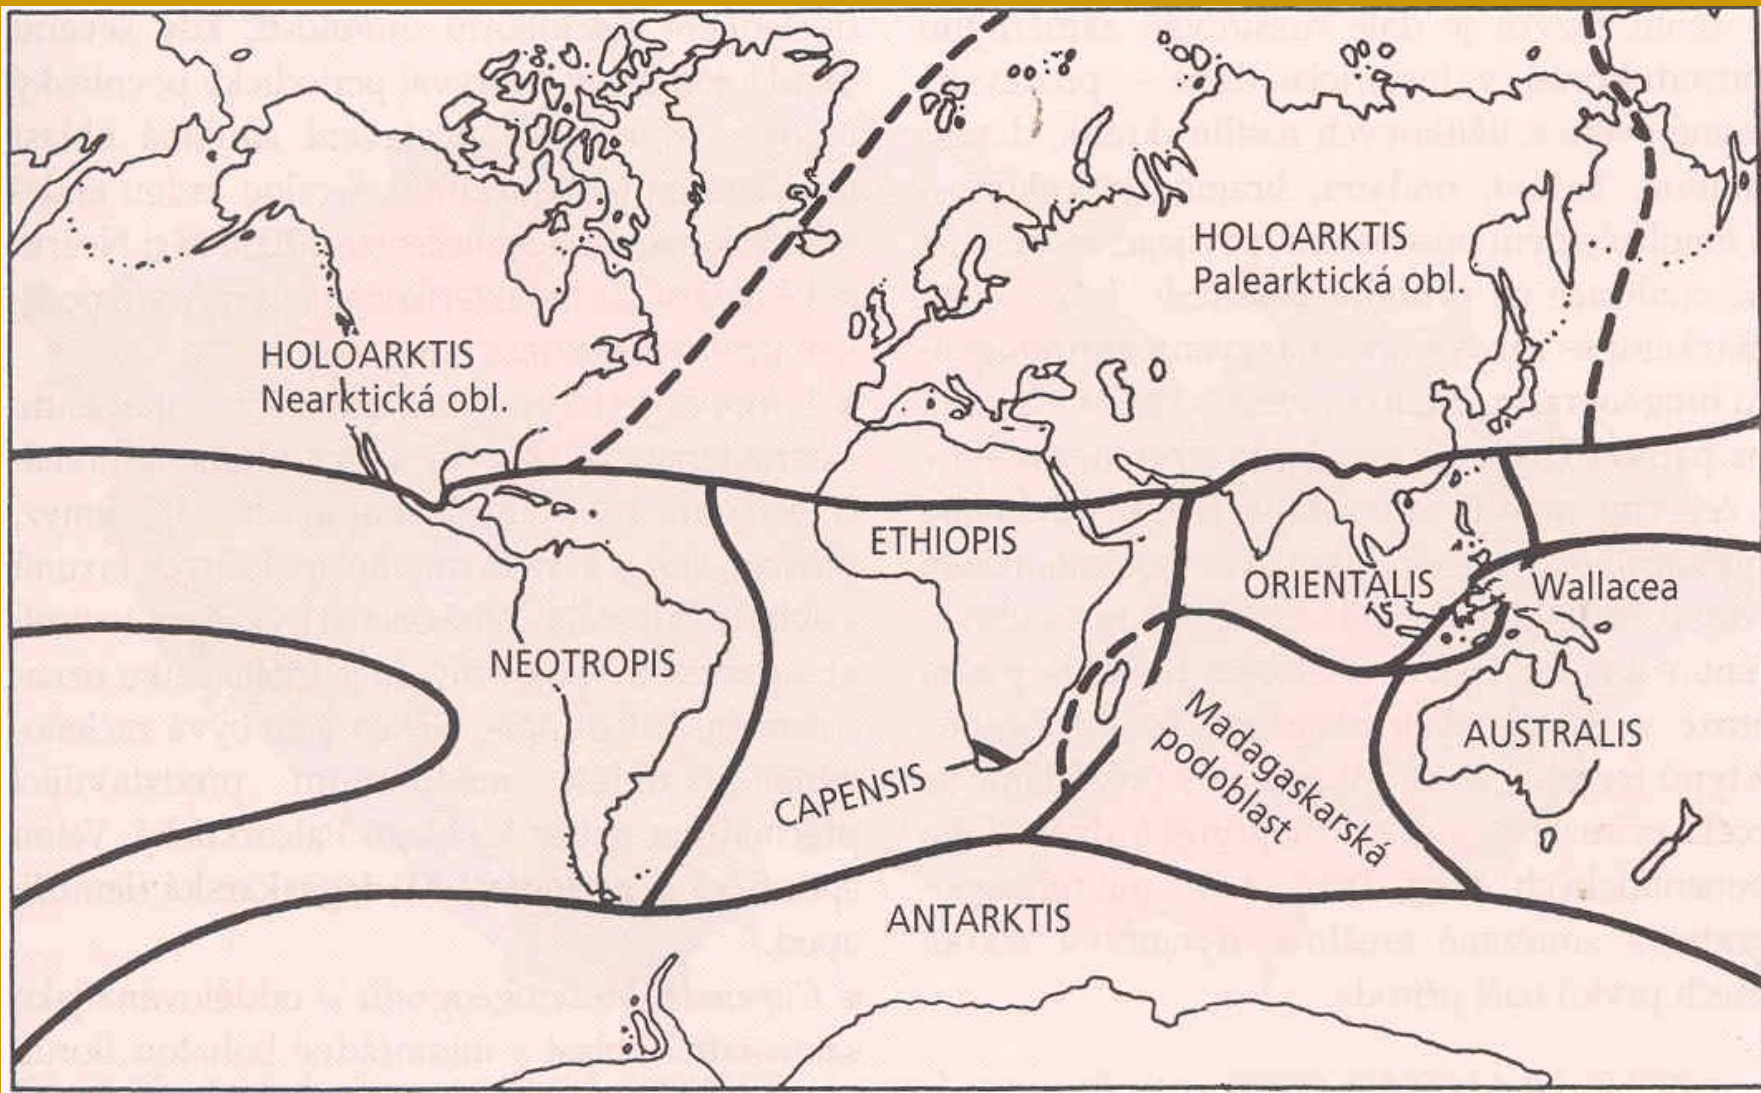 HOLOARKTIS
Palearktická obl.
HOLOARKTIS
Nearktická obl.
ETHIOPIS
ORIENTALIS
Wallacea
NEOTROPIS
CAPENSIS
Madagaskarská
podoblast
AUSTRALIS
ANTARKTIS